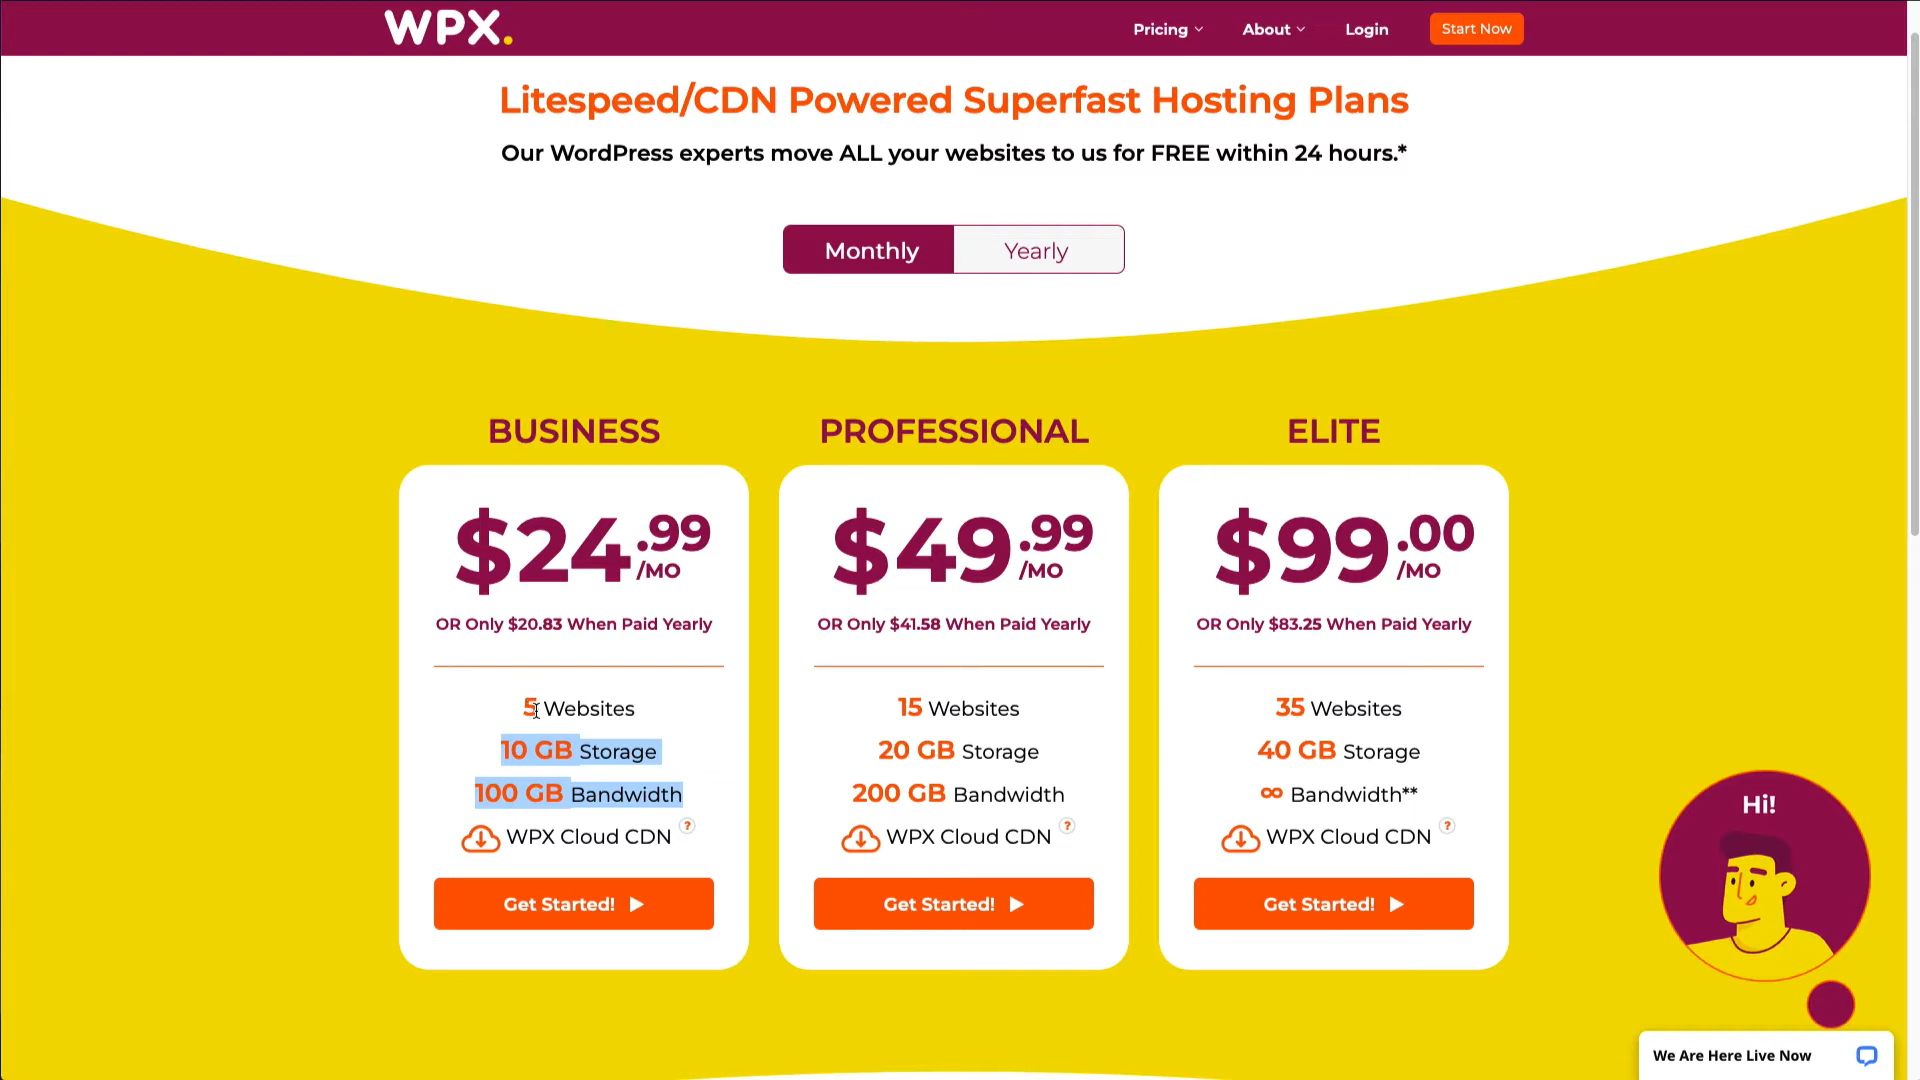 WPX.
Pricing
About
Login
Start Now
Litespeed/CDN Powered Superfast Hosting Plans
Our WordPress experts move ALL your websites to us for FREE within 24 hours.*
Monthly
Yearly
BUSINESS
$24.99
/MO
OR Only $20.83 When Paid Yearly
5 Websites
10 GB Storage
100 GB Bandwidth
WPX Cloud CDN ?
Get Started!
PROFESSIONAL
$49.99
/MO
OR Only $41.58 When Paid Yearly
15 Websites
20 GB Storage
200 GB Bandwidth
WPX Cloud CDN ?
Get Started!
ELITE
$99.00
/MO
OR Only $83.25 When Paid Yearly
35 Websites
40 GB Storage
∞ Bandwidth**
WPX Cloud CDN ?
Get Started!
Hi!
We Are Here Live Now